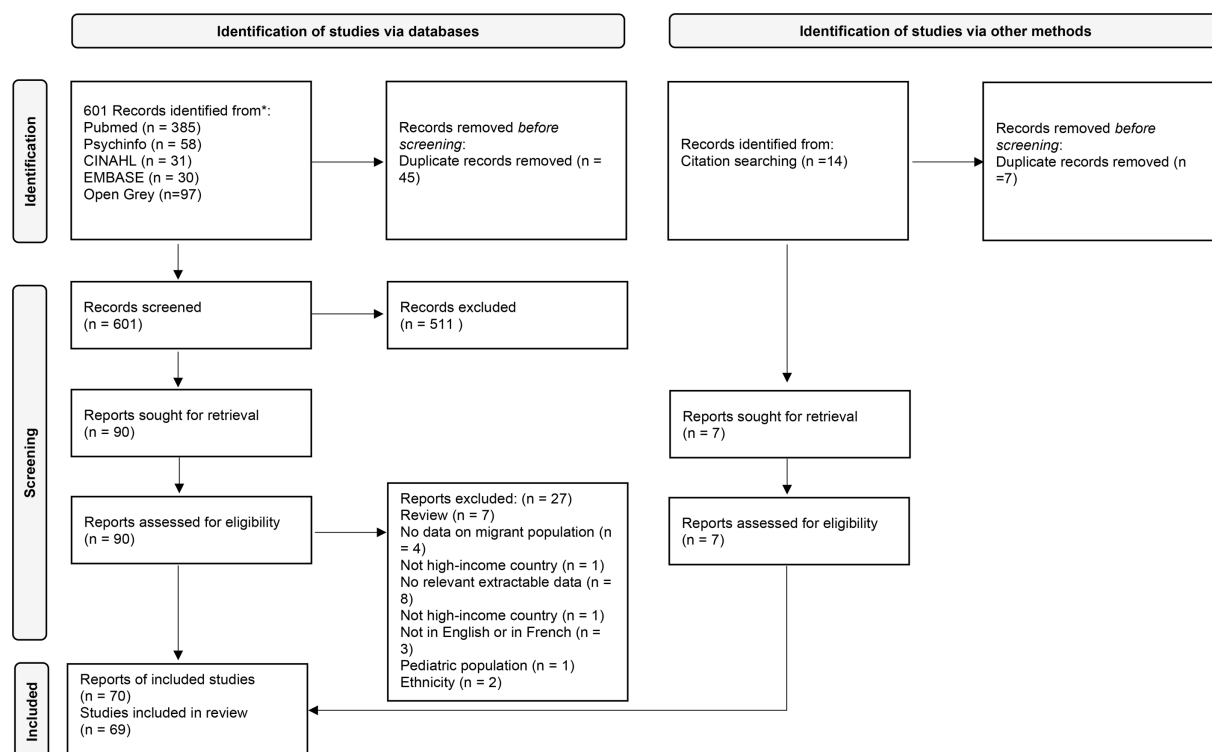 Identification of studies via databases
Identification of studies via other methods
Identification
601 Records identified from*:
Pubmed (n = 385)
Psychinfo (n = 58)
CINAHL (n = 31)
EMBASE (n = 30)
Open Grey (n=97)
Records removed before
screening:
Duplicate records removed (n =
45)
Records identified from:
Citation searching (n =14)
Records removed before
screening:
Duplicate records removed (n
=7)
Screening
Records screened
(n = 601)
Records excluded
(n = 511 )
Reports sought for retrieval
(n = 90)
Reports sought for retrieval
(n = 7)
Reports assessed for eligibility
(n = 90)
Reports excluded: (n = 27)
Review (n = 7)
No data on migrant population (n
= 4)
Not high-income country (n = 1)
No relevant extractable data (n =
8)
Not high-income country (n = 1)
Not in English or in French (n =
3)
Pediatric population (n = 1)
Ethnicity (n = 2)
Reports assessed for eligibility
(n = 7)
Included
Reports of included studies
(n = 70)
Studies included in review
(n = 69)